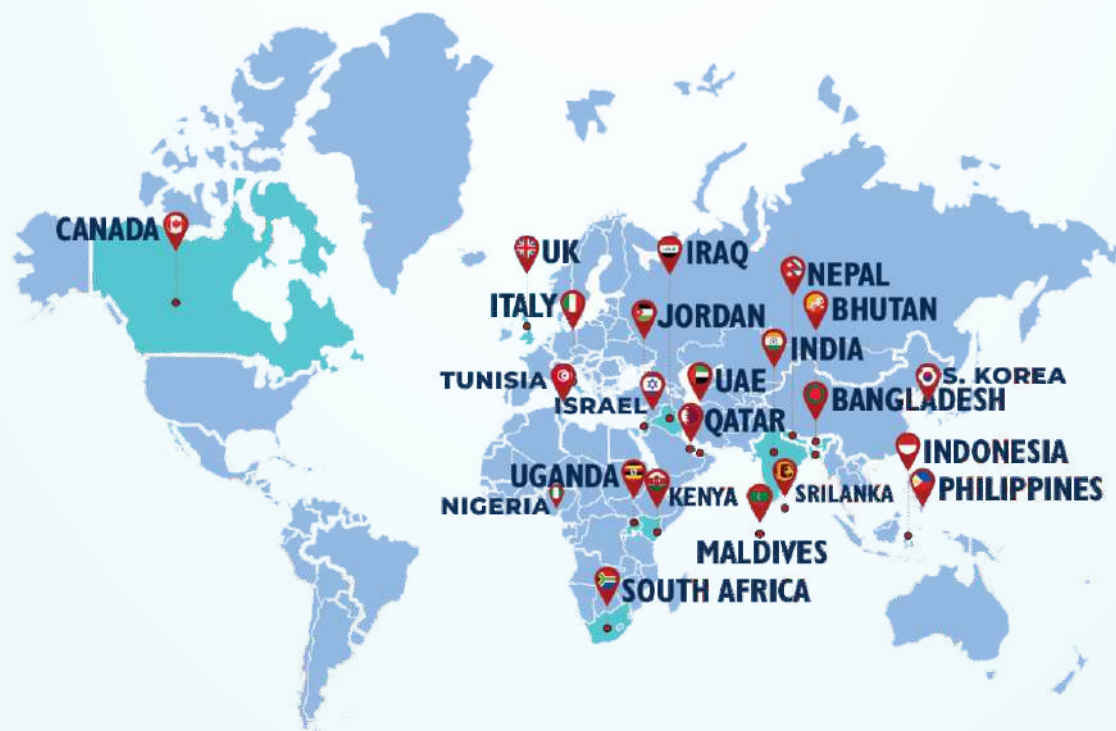 CANADA
UK
IRAQ
NEPAL
ITALY
JORDAN
BHUTAN
INDIA
TUNISIA
ISRAEL
UAE
S. KOREA
BANGLADESH
QATAR
INDONESIA
UGANDA
KENYA
SRILANKA
PHILIPPINES
NIGERIA
MALDIVES
SOUTH AFRICA